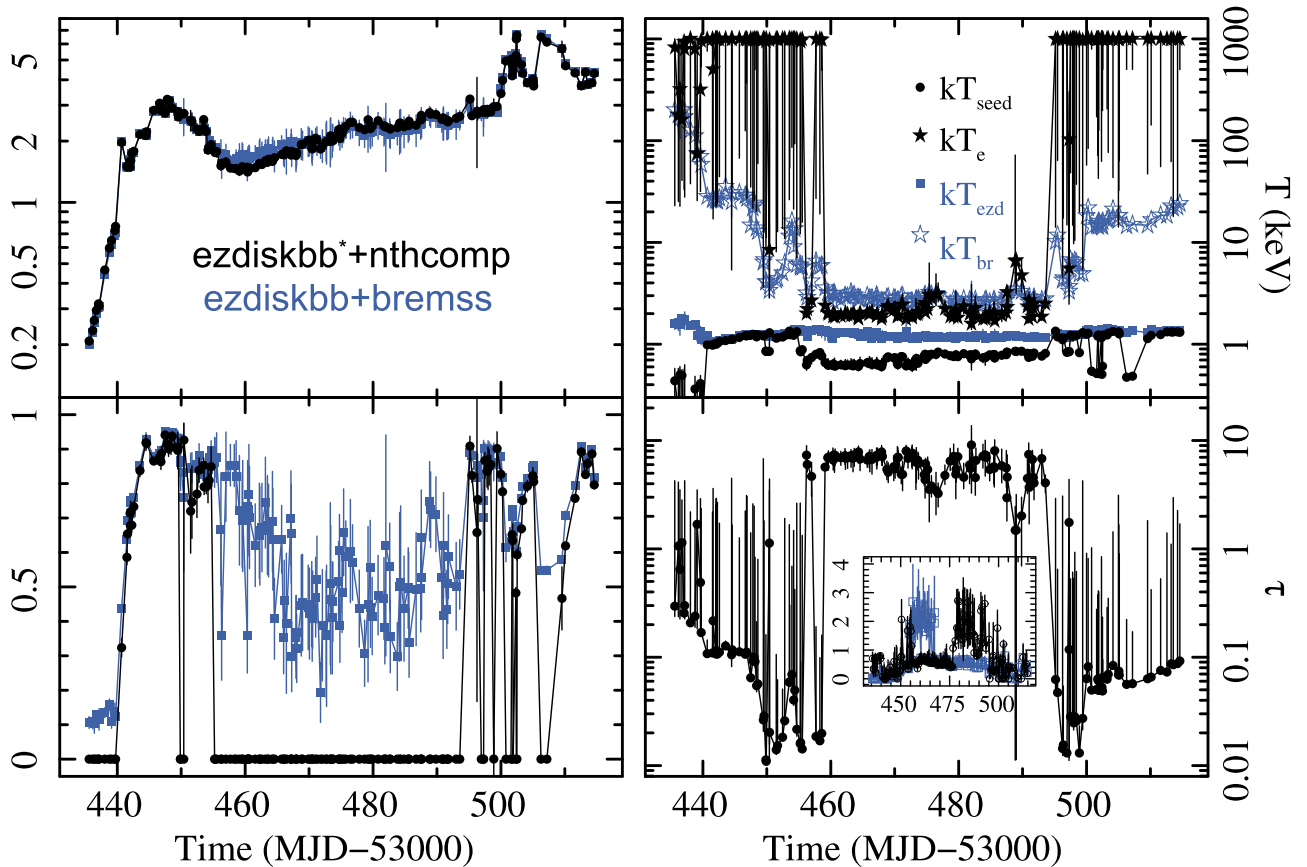 5
2
1
0.5
0.2
ezdiskbb*+nthcomp
ezdiskbb+bremss
1
0.5
0
440 460 480 500
Time (MJD−53000)
kTseed
kTe
kTezd
kTbr
1000
100
10
1
T (keV)
10
1
0.1
0.01
τ
4
3
2
1
0
450 475 500
440 460 480 500
Time (MJD−53000)